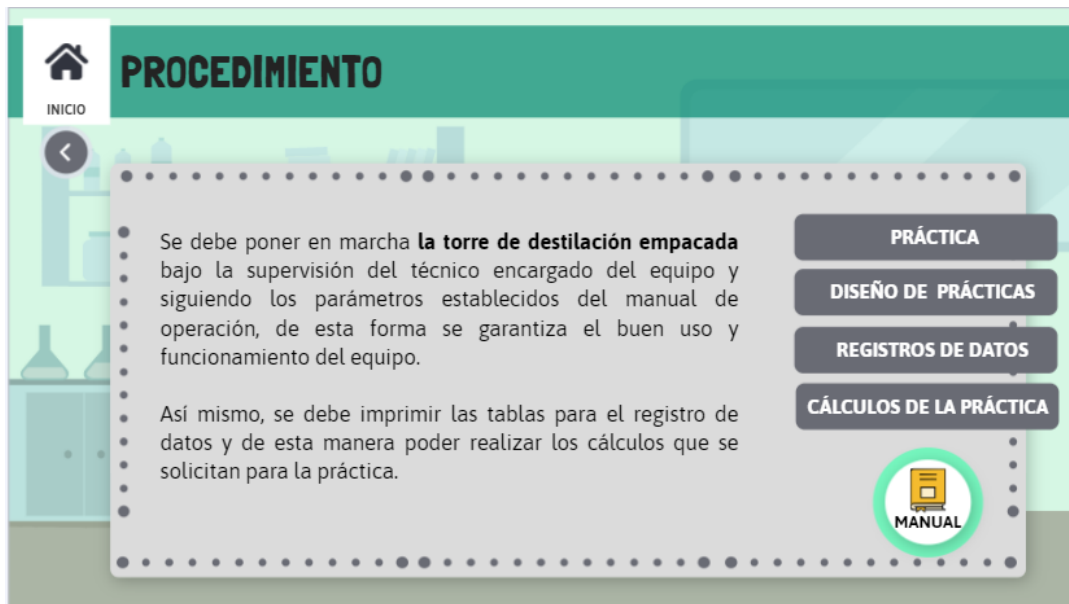 PROCEDIMIENTO
INICIO
Se debe poner en marcha la torre de destilación empacada
bajo la supervisión del técnico encargado del equipo y
siguiendo los parámetros establecidos del manual de
operación, de esta forma se garantiza el buen uso y
funcionamiento del equipo.
Así mismo, se debe imprimir las tablas para el registro de
datos y de esta manera poder realizar los cálculos que se
solicitan para la práctica.
PRÁCTICA
DISEÑO DE PRÁCTICAS
REGISTROS DE DATOS
CÁLCULOS DE LA PRÁCTICA
MANUAL